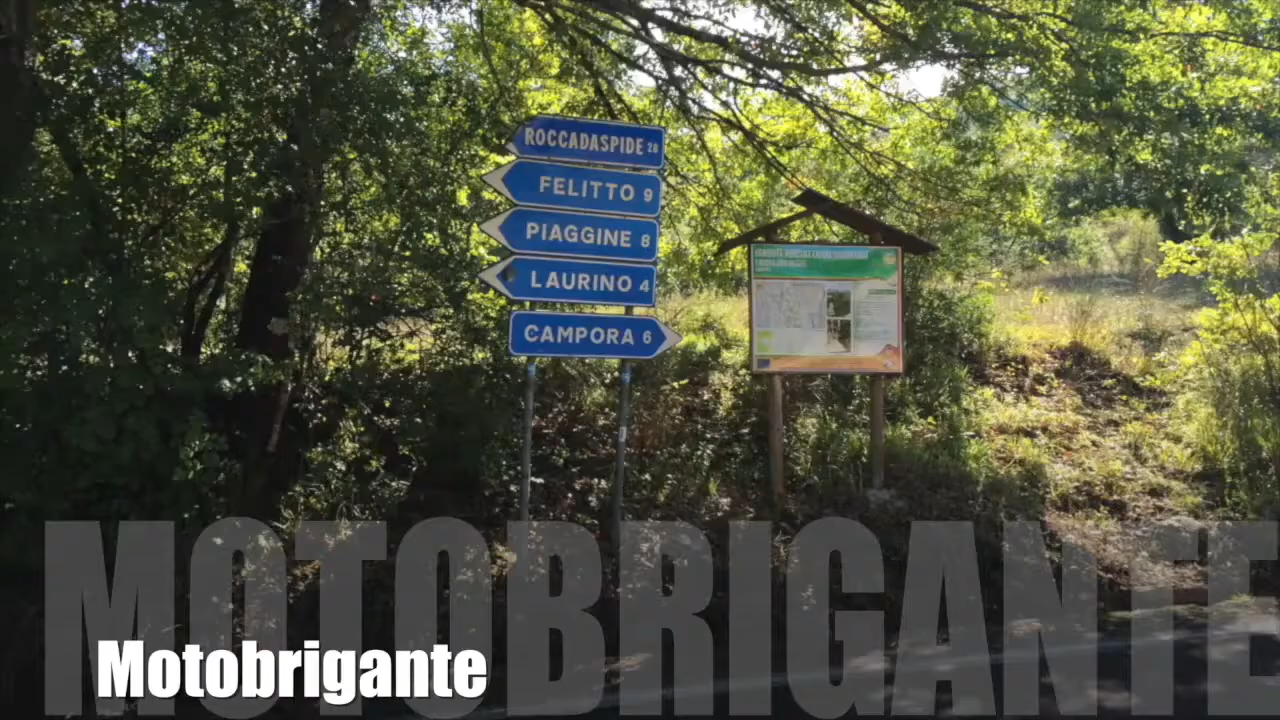 ROCCADASPIDE 28
FELITTO 9
PIAGGINE 8
LAURINO 4
CAMPORA 6
MOTOBRIGANTE
Motobrigante